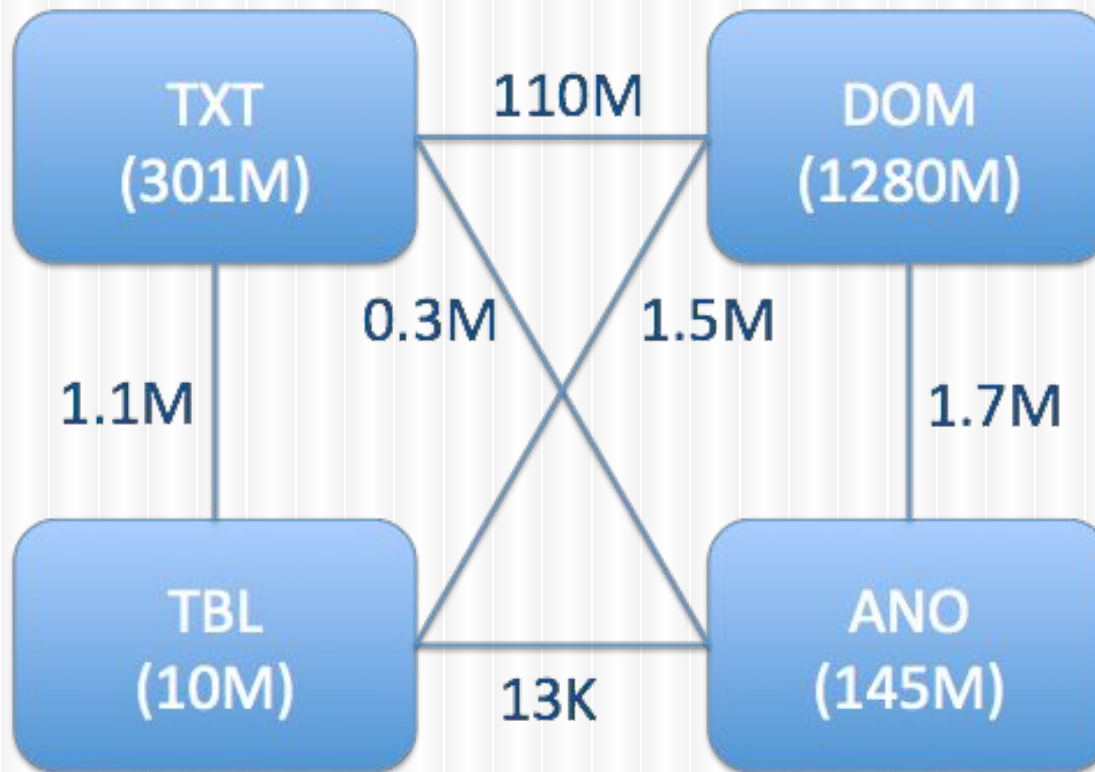 TXT
(301M)
110M
DOM
(1280M)
0.3M
1.5M
1.1M
1.7M
TBL
(10M)
13K
ANO
(145M)